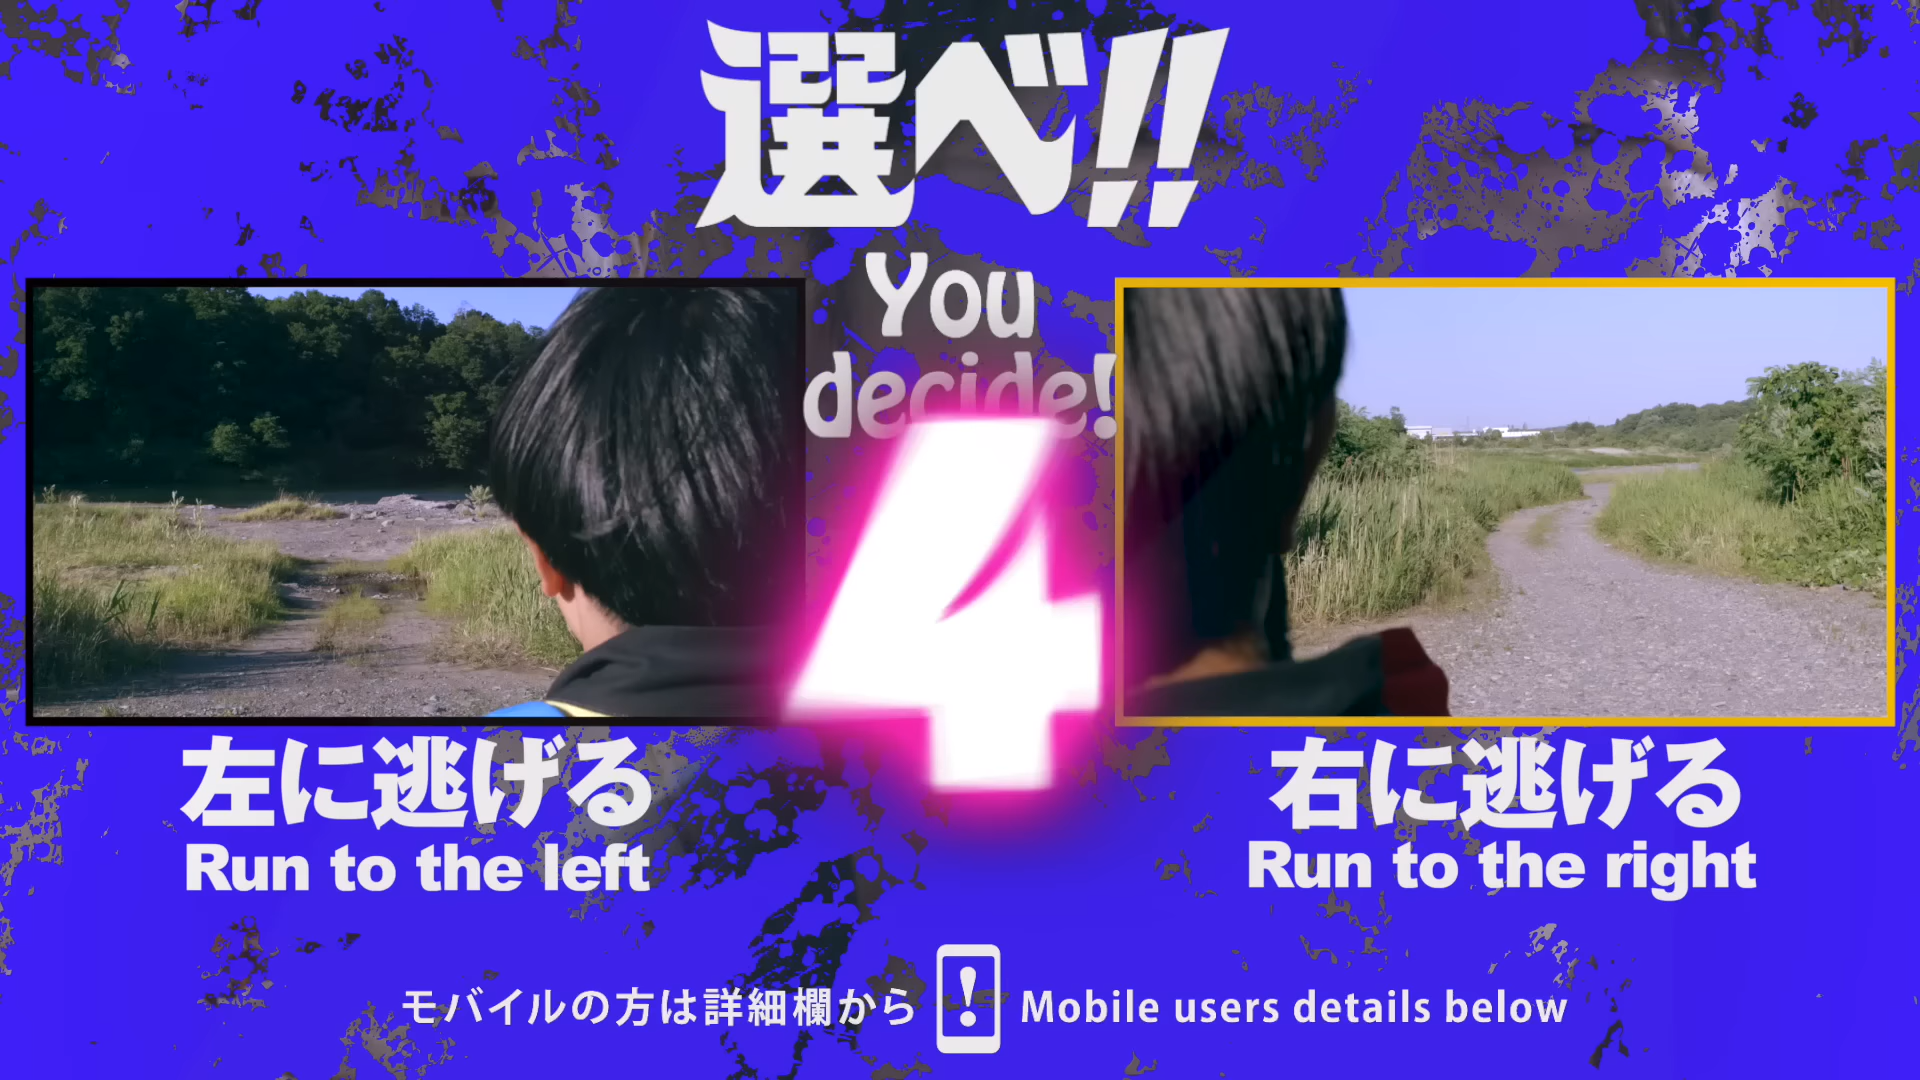 選べ!!
You
decide!
4
左に逃げる
Run to the left
右に逃げる
Run to the right
モバイルの方は詳細欄から ! Mobile users details below